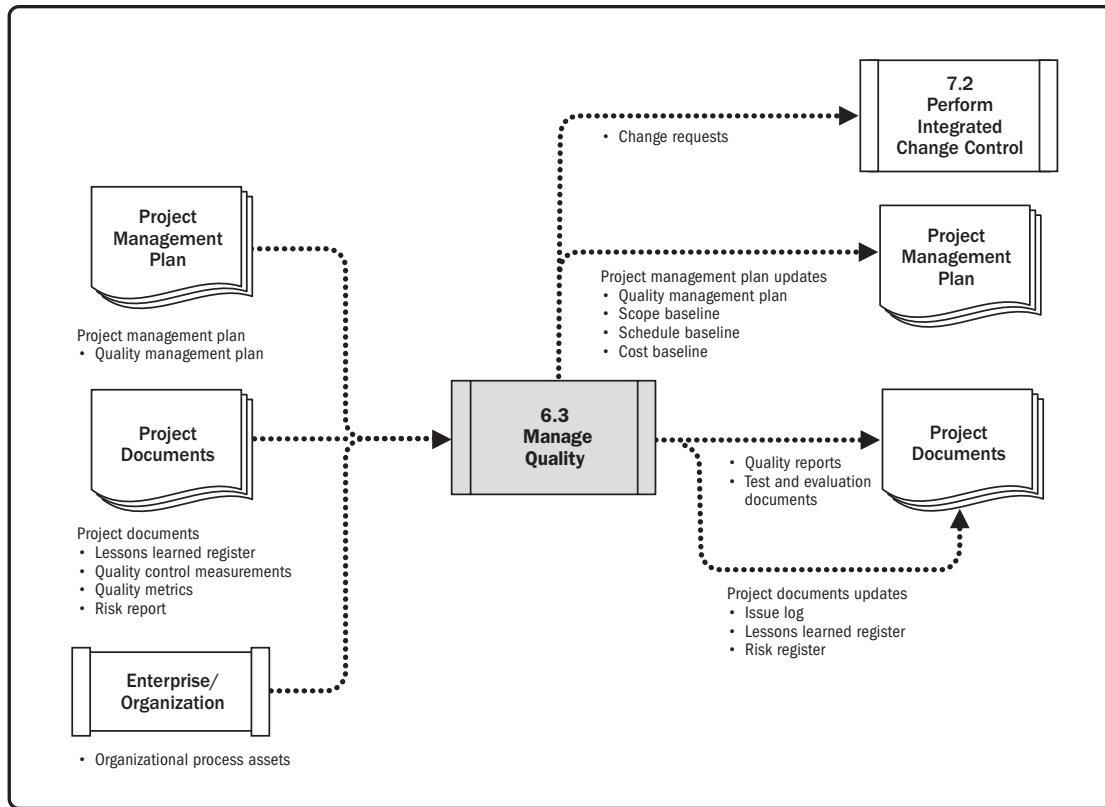 7.2
Perform
Integrated
Change Control
• Change requests
Project
Management
Plan
Project management plan
• Quality management plan
Project
Management
Plan
Project management plan updates
• Quality management plan
• Scope baseline
• Schedule baseline
• Cost baseline
6.3
Manage
Quality
Project
Documents
Project documents
• Lessons learned register
• Quality control measurements
• Quality metrics
• Risk report
Project
Documents
• Quality reports
• Test and evaluation
documents
Project documents updates
• Issue log
• Lessons learned register
• Risk register
Enterprise/
Organization
• Organizational process assets